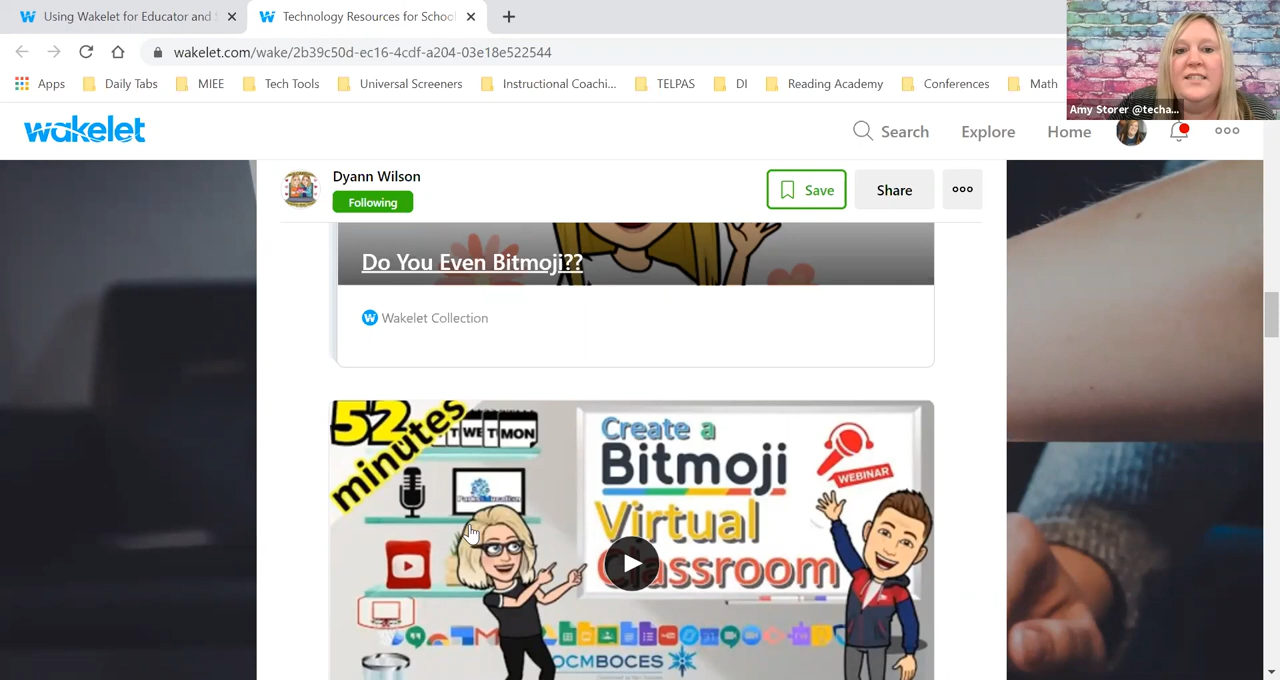 Using Wakelet for Educator and
Technology Resources for School
wakelet.com/wake/2b39c50d-ec16-4cdf-a204-03e18e522544
Apps Daily Tabs MIEE Tech Tools Universal Screeners Instructional Coachi... TELPAS DI Reading Academy Conferences Math
Amy Storer @techa...
wakelet
Search Explore Home
Dyann Wilson
Following
Save Share
Do You Even Bitmoji??
Wakelet Collection
52
minutes
T WE T MON
Create a
Bitmoji
Virtual
Classroom
WEBINAR
OCMBOCES